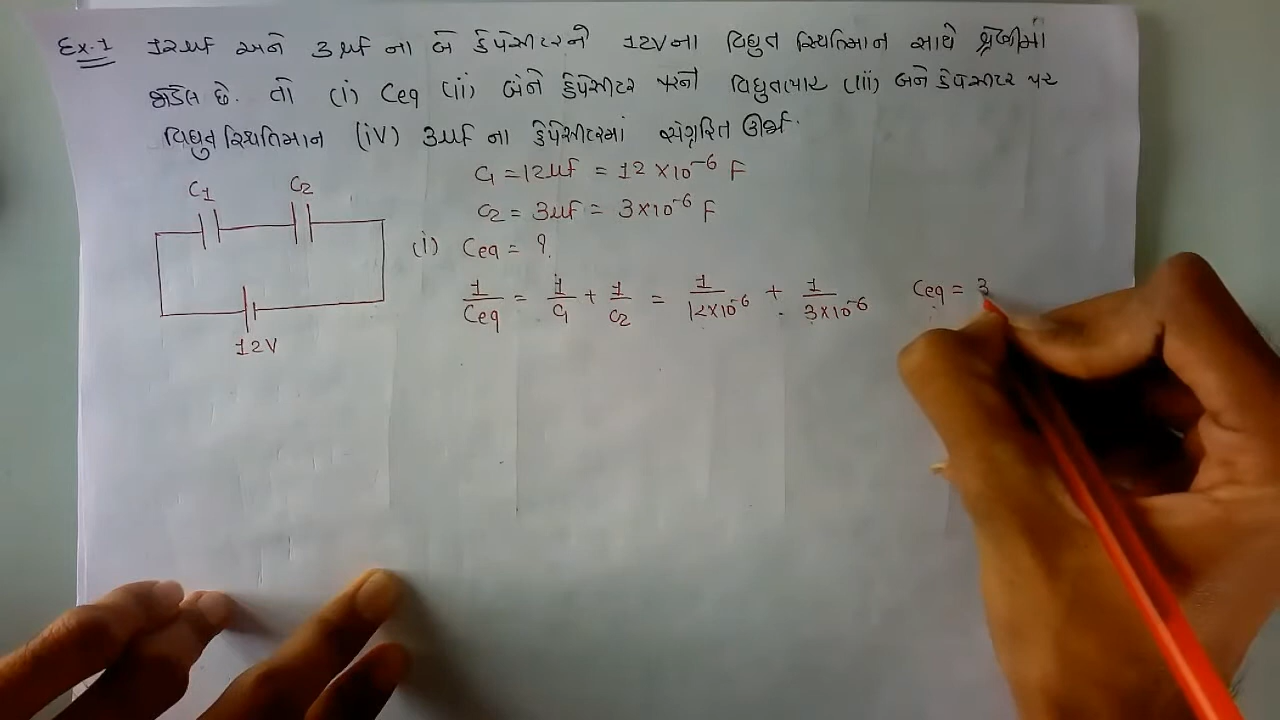 Ex.1 12μf અને 3μf ના બે કેપેસીટરને 12V ના વિદ્યુત સ્થિતિમાન સાથે શ્રેણીમાં
જોડેલ છે. તો (i) Ceq (ii) બંને કેપેસીટર પરનો વિદ્યુતભાર (iii) બંને કેપેસીટર પર
વિદ્યુત સ્થિતિમાન (iv) 3μf ના કેપેસીટરમાં સંગ્રહિત ઊર્જા.
C1 = 12μf = 12 × 10^-6 F
C2 = 3μf = 3×10^-6 F
C1 C2
12V
(i) Ceq = ?
1/Ceq = 1/C1 + 1/C2 = 1/12×10^-6 + 1/3×10^-6 Ceq = 3